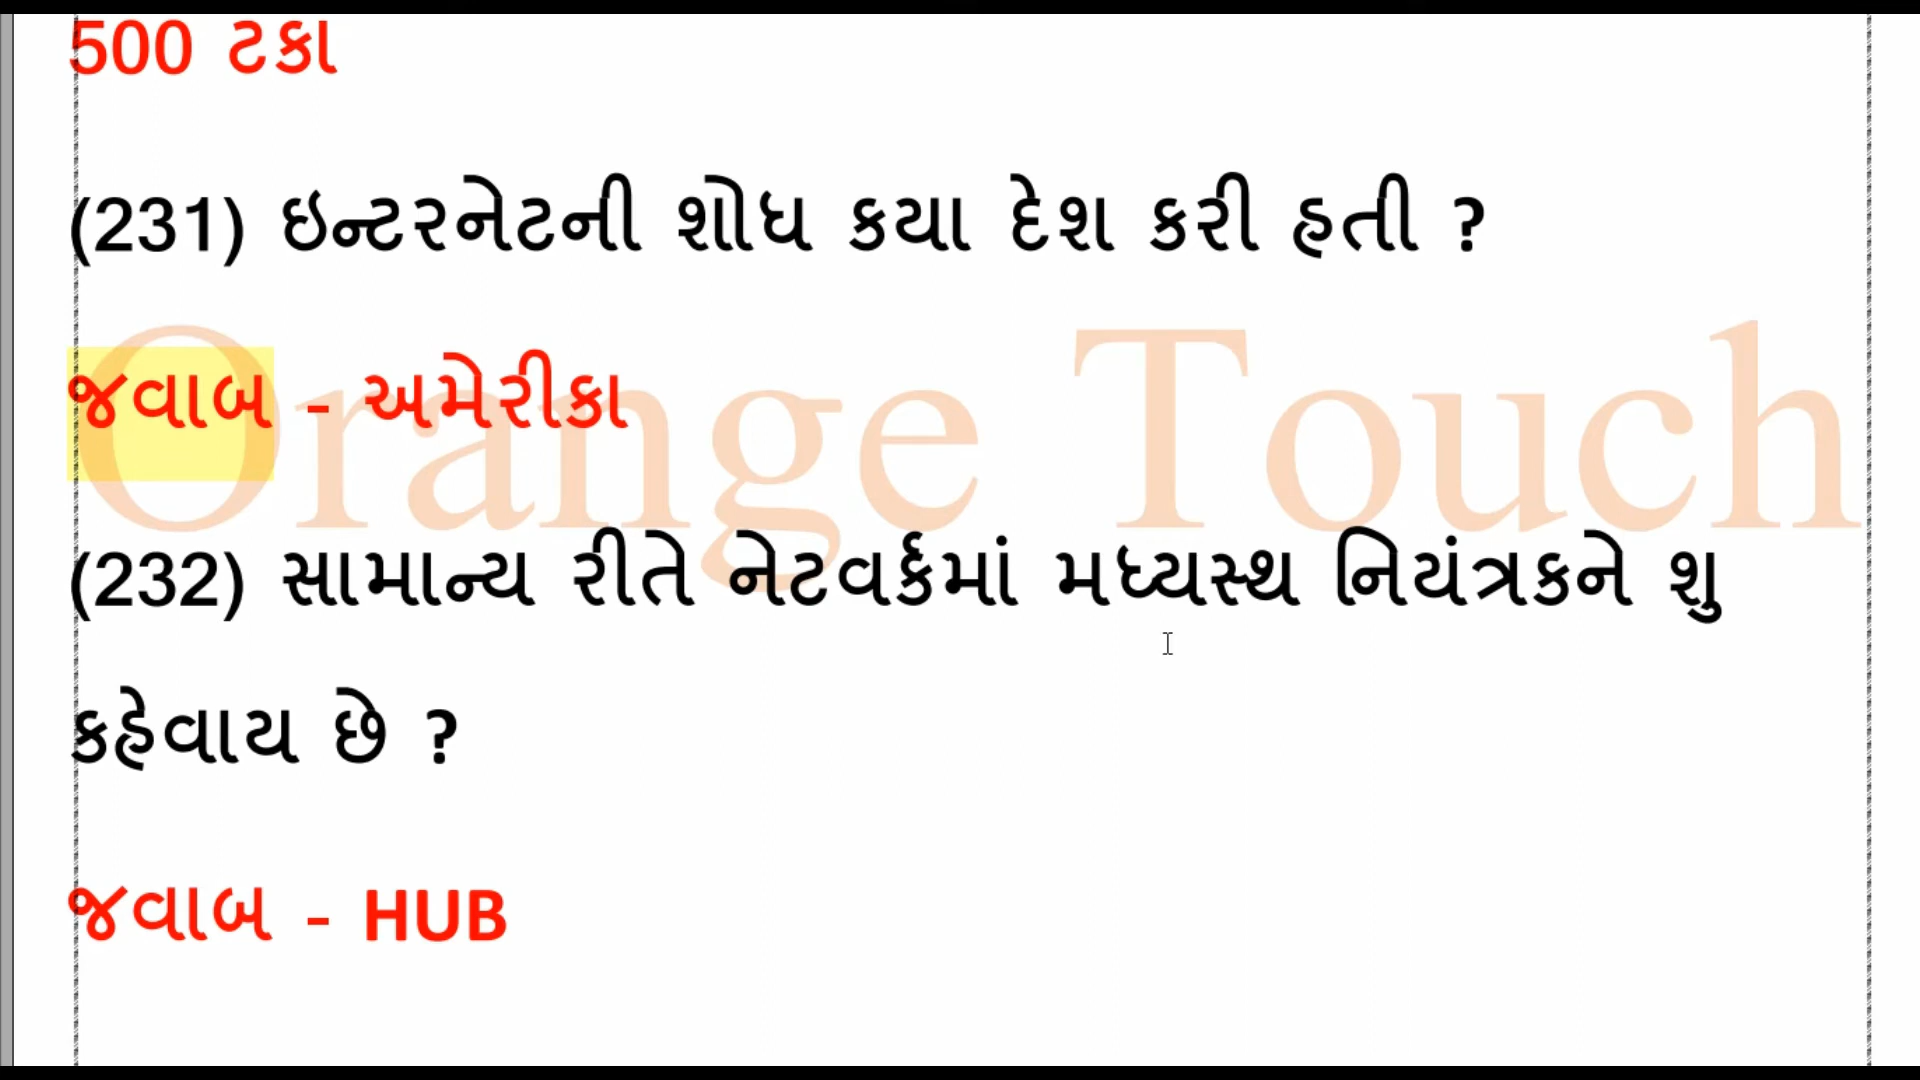 500 ટકા
(231) ઇન્ટરનેટની શોધ કયા દેશ કરી હતી ?
Orange Touch
જવાબ - અમેરીકા
(232) સામાન્ય રીતે નેટવર્કમાં મધ્યસ્થ નિયંત્રકને શુ
કહેવાય છે ?
જવાબ - HUB